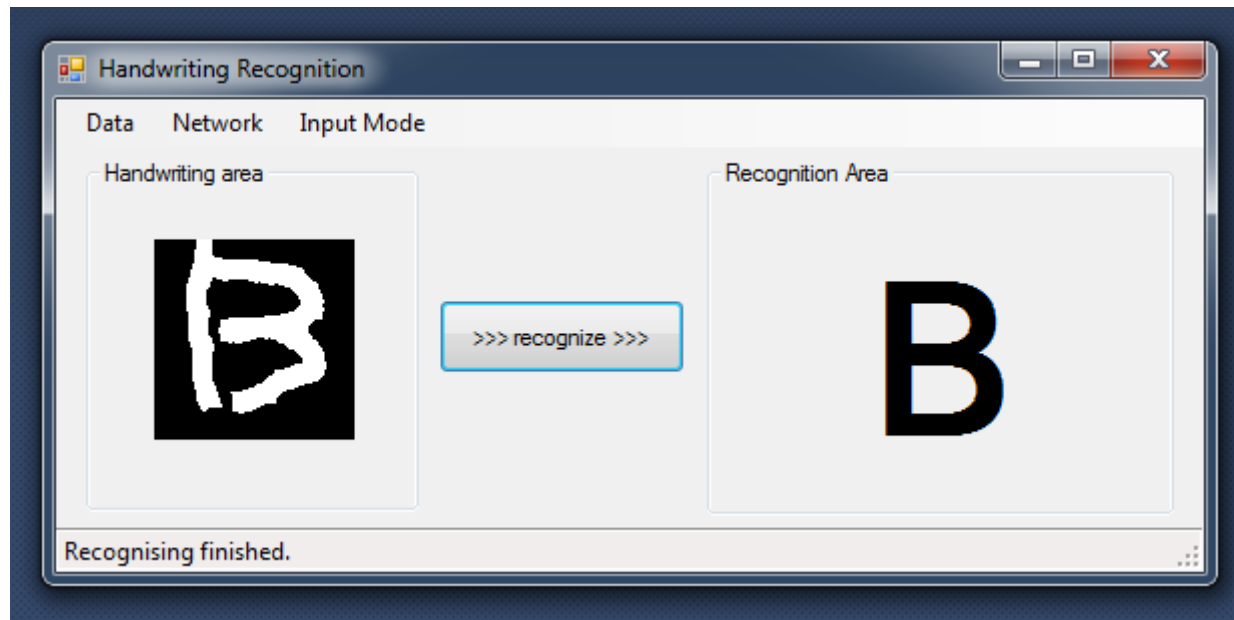 Handwriting Recognition
Data Network Input Mode
Handwriting area
Recognition Area
B
>>> recognize >>>
B
Recognising finished.